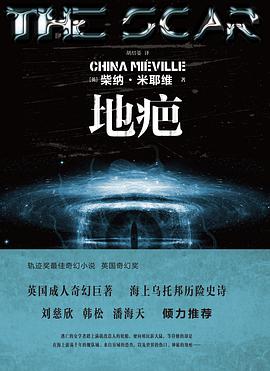 THE SCAR
胡绍晏 译
CHINA MIÉVILLE
[英] 柴纳·米耶维 著
地疤
轨迹奖最佳奇幻小说 英国奇幻奖
英国成人奇幻巨著 海上乌托邦历险史诗
刘慈欣 韩松 潘海天 倾力推荐